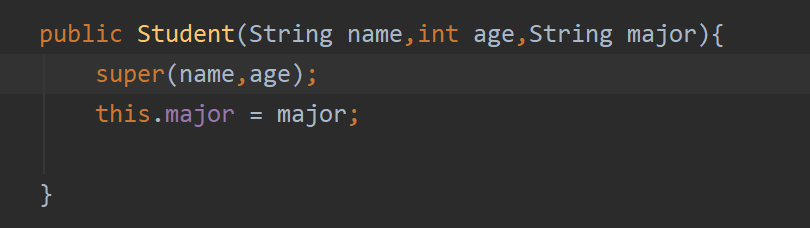 public Student(String name,int age,String major){
    super(name,age);
    this.major = major;
}